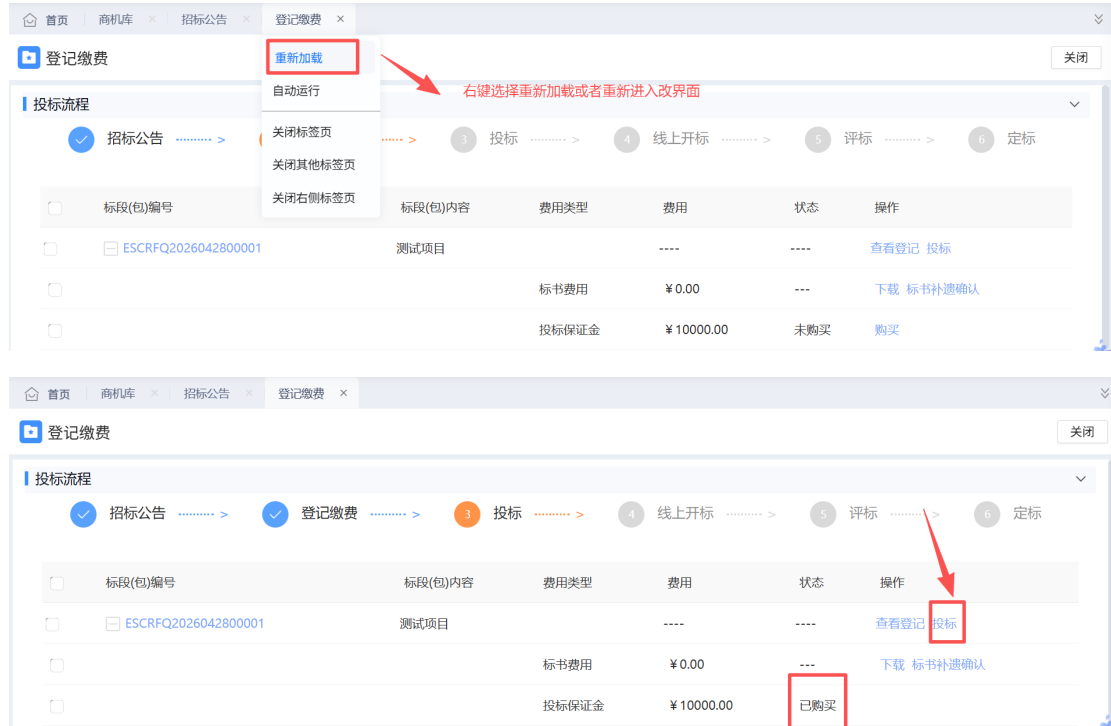 首页 商机库 × 招标公告 × 登记缴费 ×
登记缴费 关闭
重新加载
自动运行
关闭标签页
关闭其他标签页
关闭右侧标签页
右键选择重新加载或者重新进入改界面
投标流程
招标公告 > > 3 投标 > 4 线上开标 > 5 评标 > 6 定标
标段(包)编号 标段(包)内容 费用类型 费用 状态 操作
ESCRFQ2026042800001 测试项目 ---- ---- 查看登记 投标
标书费用 ¥0.00 --- 下载 标书补遗确认
投标保证金 ¥10000.00 未购买 购买
首页 商机库 × 招标公告 × 登记缴费 ×
登记缴费 关闭
投标流程
招标公告 > 登记缴费 > 3 投标 > 4 线上开标 > 5 评标 > 6 定标
标段(包)编号 标段(包)内容 费用类型 费用 状态 操作
ESCRFQ2026042800001 测试项目 ---- ---- 查看登记 投标
标书费用 ¥0.00 --- 下载 标书补遗确认
投标保证金 ¥10000.00 已购买